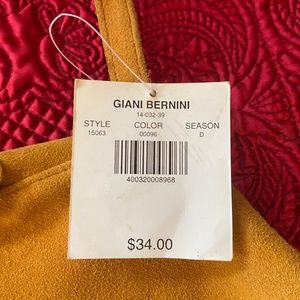 GIANI BERNINI
14-032-39
STYLE COLOR SEASON
15063 00096 D
400320008968
$34.00